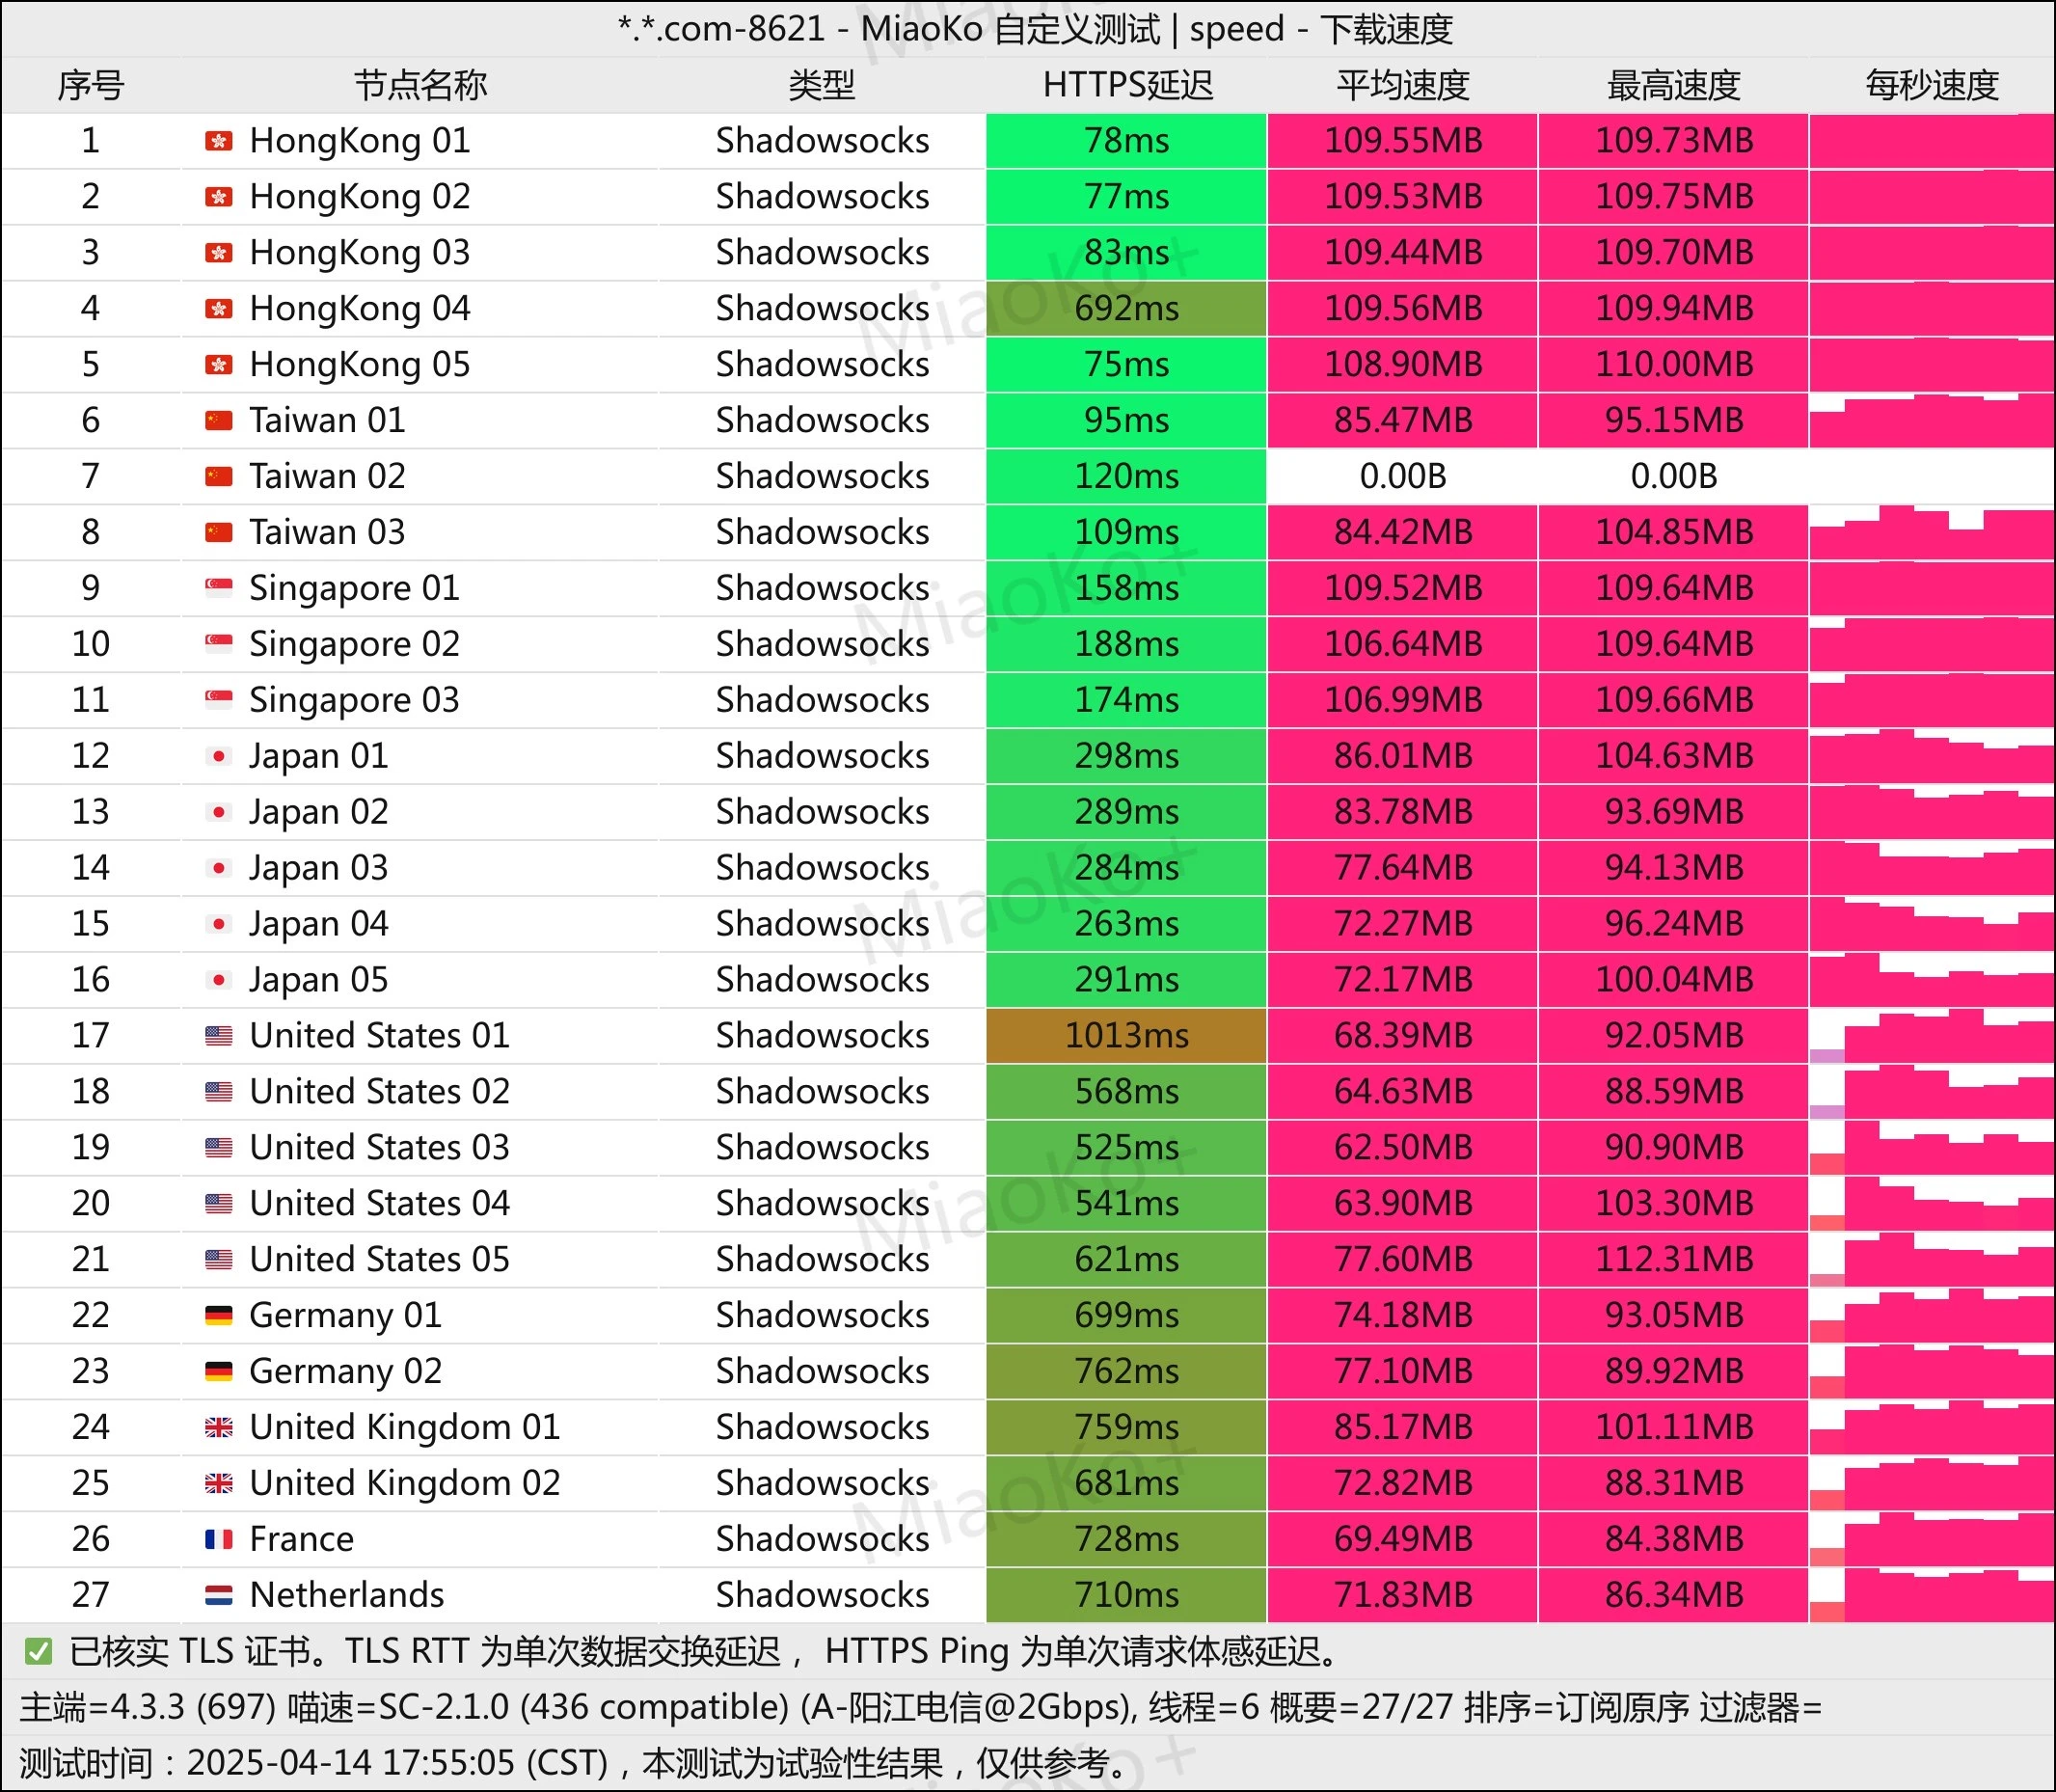 *.*.com-8621 - MiaoKo 自定义测试 | speed - 下载速度
序号 节点名称 类型 HTTPS延迟 平均速度 最高速度 每秒速度
1 HongKong 01 Shadowsocks 78ms 109.55MB 109.73MB
2 HongKong 02 Shadowsocks 77ms 109.53MB 109.75MB
3 HongKong 03 Shadowsocks 83ms 109.44MB 109.70MB
4 HongKong 04 Shadowsocks 692ms 109.56MB 109.94MB
5 HongKong 05 Shadowsocks 75ms 108.90MB 110.00MB
6 Taiwan 01 Shadowsocks 95ms 85.47MB 95.15MB
7 Taiwan 02 Shadowsocks 120ms 0.00B 0.00B
8 Taiwan 03 Shadowsocks 109ms 84.42MB 104.85MB
9 Singapore 01 Shadowsocks 158ms 109.52MB 109.64MB
10 Singapore 02 Shadowsocks 188ms 106.64MB 109.64MB
11 Singapore 03 Shadowsocks 174ms 106.99MB 109.66MB
12 Japan 01 Shadowsocks 298ms 86.01MB 104.63MB
13 Japan 02 Shadowsocks 289ms 83.78MB 93.69MB
14 Japan 03 Shadowsocks 284ms 77.64MB 94.13MB
15 Japan 04 Shadowsocks 263ms 72.27MB 96.24MB
16 Japan 05 Shadowsocks 291ms 72.17MB 100.04MB
17 United States 01 Shadowsocks 1013ms 68.39MB 92.05MB
18 United States 02 Shadowsocks 568ms 64.63MB 88.59MB
19 United States 03 Shadowsocks 525ms 62.50MB 90.90MB
20 United States 04 Shadowsocks 541ms 63.90MB 103.30MB
21 United States 05 Shadowsocks 621ms 77.60MB 112.31MB
22 Germany 01 Shadowsocks 699ms 74.18MB 93.05MB
23 Germany 02 Shadowsocks 762ms 77.10MB 89.92MB
24 United Kingdom 01 Shadowsocks 759ms 85.17MB 101.11MB
25 United Kingdom 02 Shadowsocks 681ms 72.82MB 88.31MB
26 France Shadowsocks 728ms 69.49MB 84.38MB
27 Netherlands Shadowsocks 710ms 71.83MB 86.34MB
✅ 已核实 TLS 证书。TLS RTT 为单次数据交换延迟，HTTPS Ping 为单次请求体感延迟。
主端=4.3.3 (697) 喵速=SC-2.1.0 (436 compatible) (A-阳江电信@2Gbps), 线程=6 概要=27/27 排序=订阅原序 过滤器=
测试时间：2025-04-14 17:55:05 (CST)，本测试为试验性结果，仅供参考。
MiaoKo+
MiaoKo+
MiaoKo+
MiaoKo+
MiaoKo+